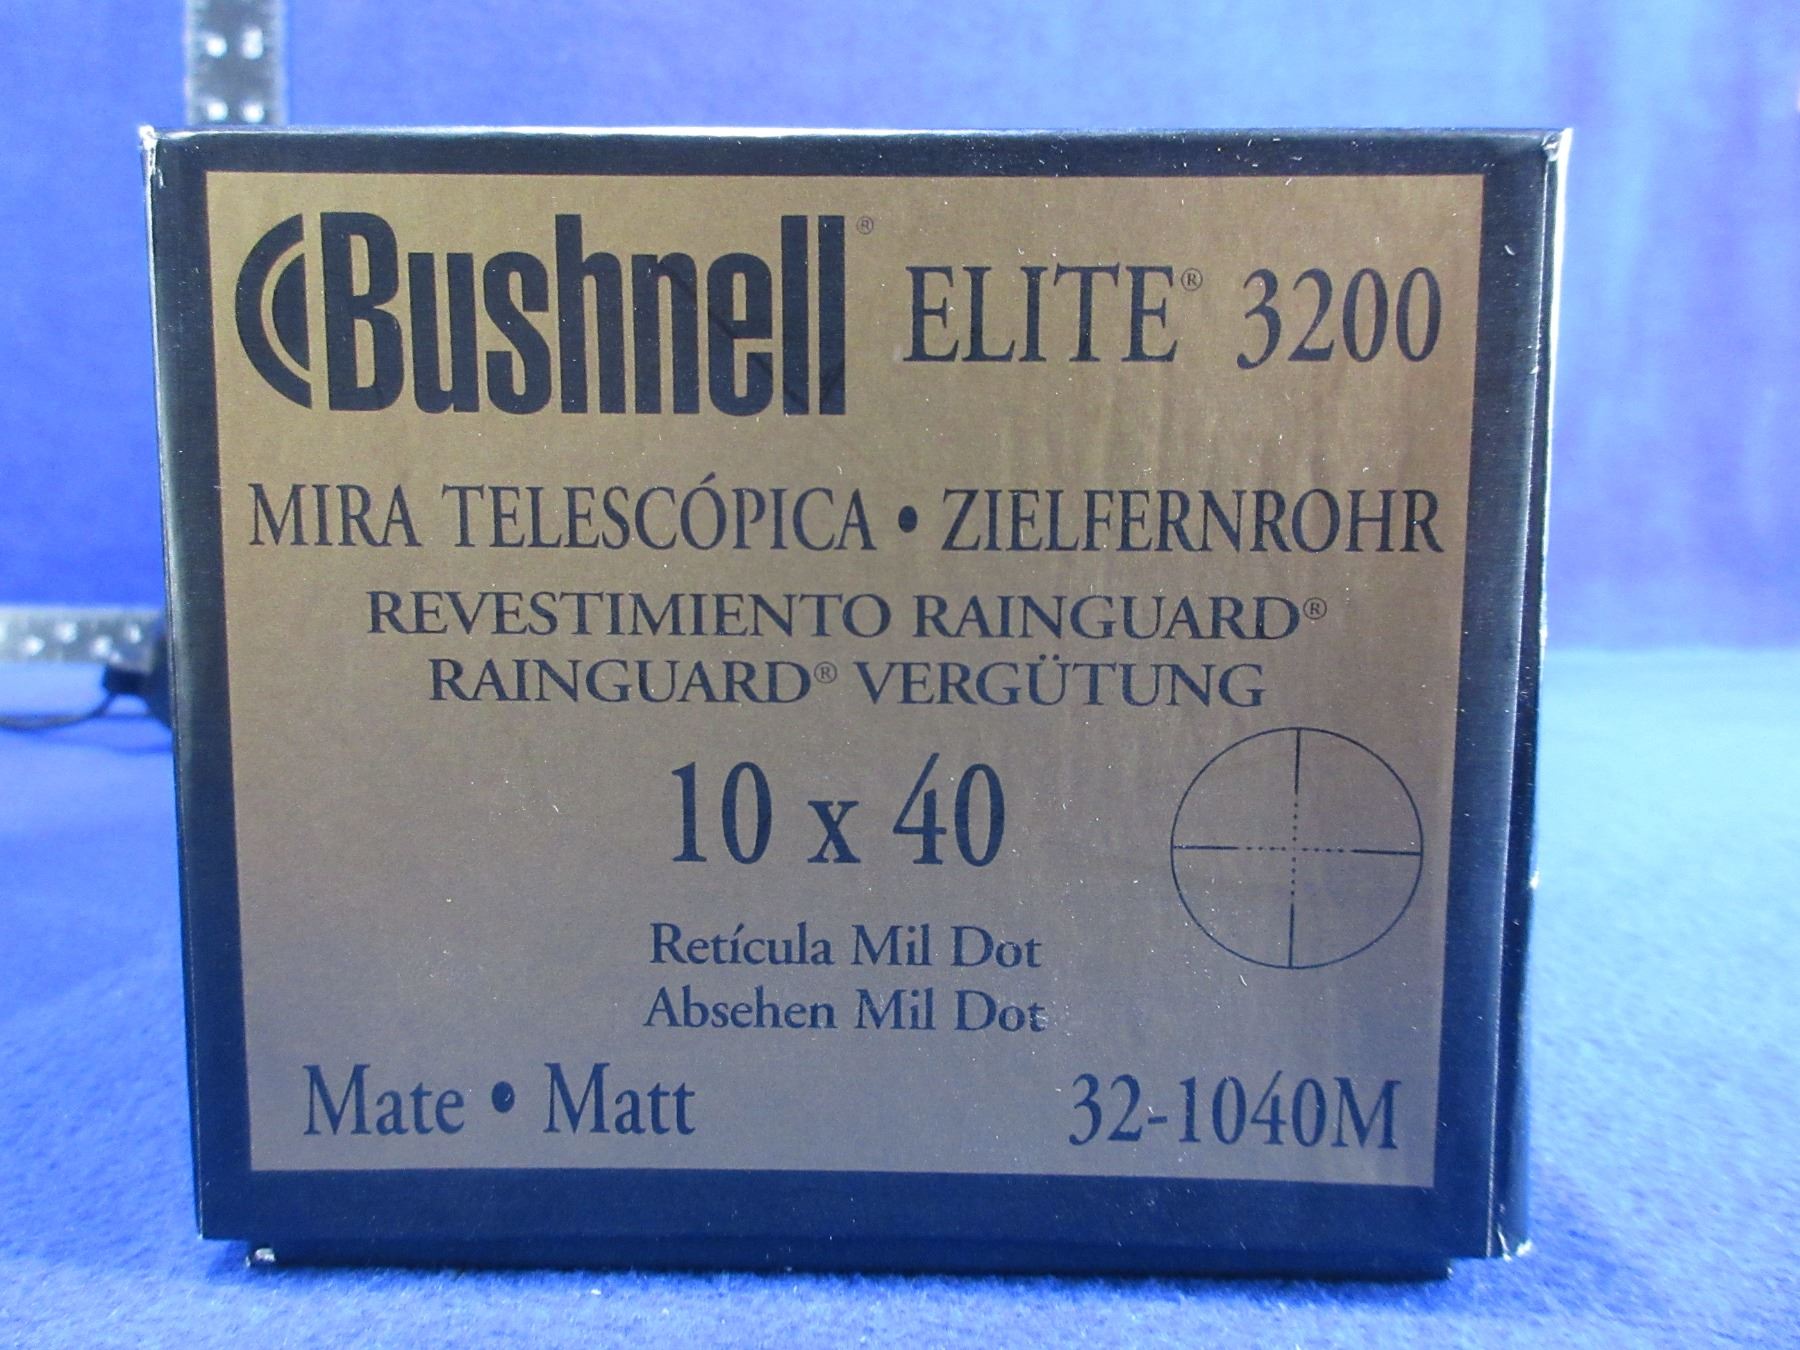 Bushnell® ELITE® 3200
MIRA TELESCÓPICA • ZIELFERNROHR
REVESTIMIENTO RAINGUARD®
RAINGUARD® VERGÜTUNG
10 x 40
Retícula Mil Dot
Absehen Mil Dot
Mate • Matt 32-1040M